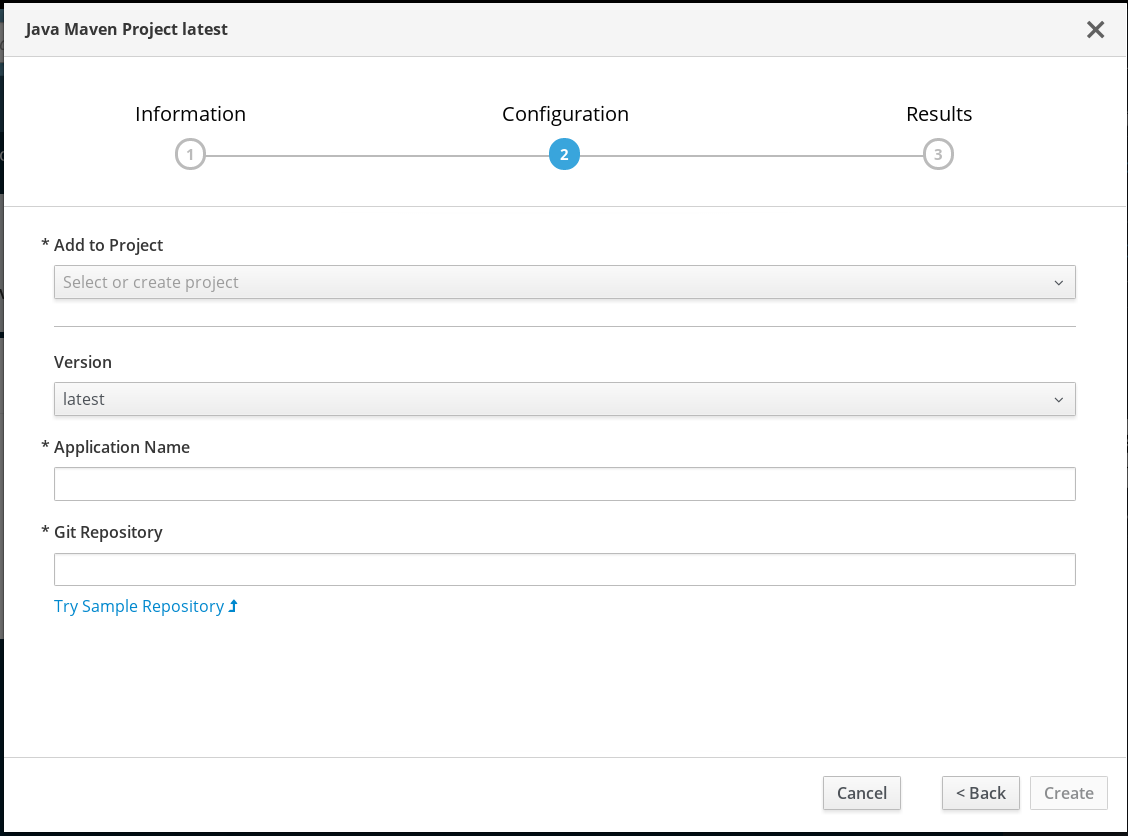 Java Maven Project latest
Information Configuration Results
1 2 3
* Add to Project
Select or create project
Version
latest
* Application Name
* Git Repository
Try Sample Repository
Cancel < Back Create